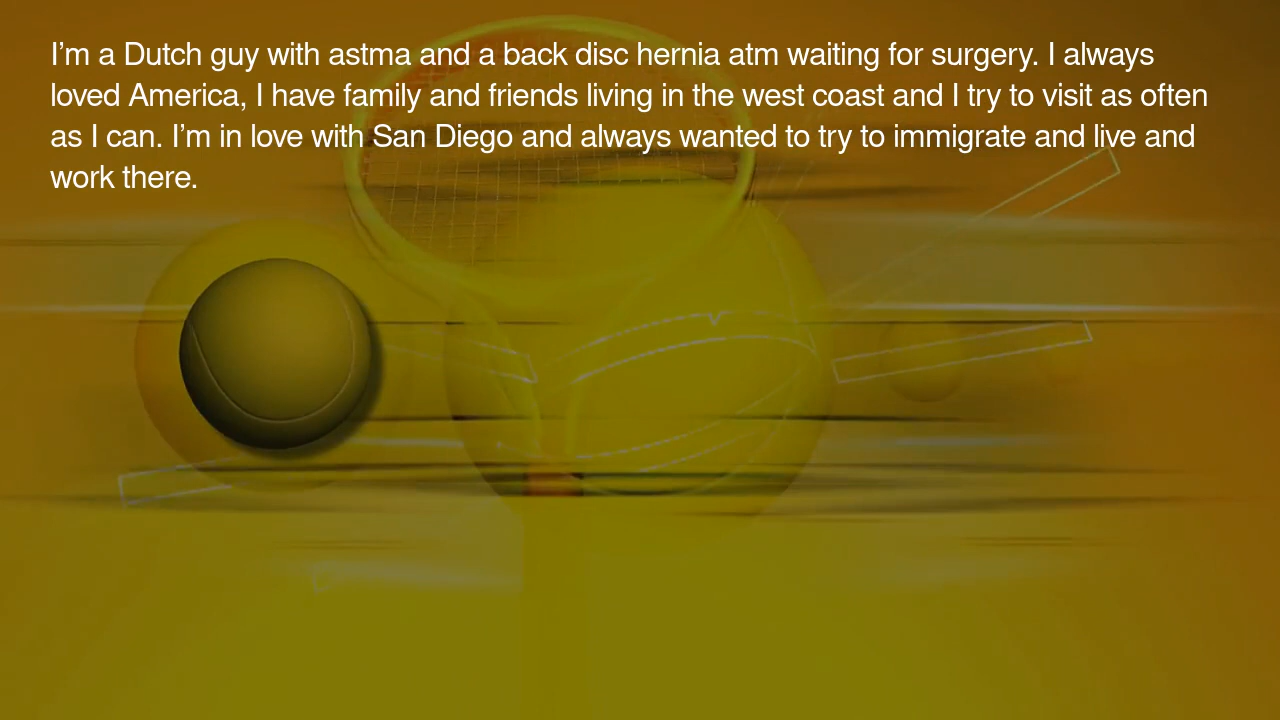 I’m a Dutch guy with astma and a back disc hernia atm waiting for surgery. I always
loved America, I have family and friends living in the west coast and I try to visit as often
as I can. I’m in love with San Diego and always wanted to try to immigrate and live and
work there.